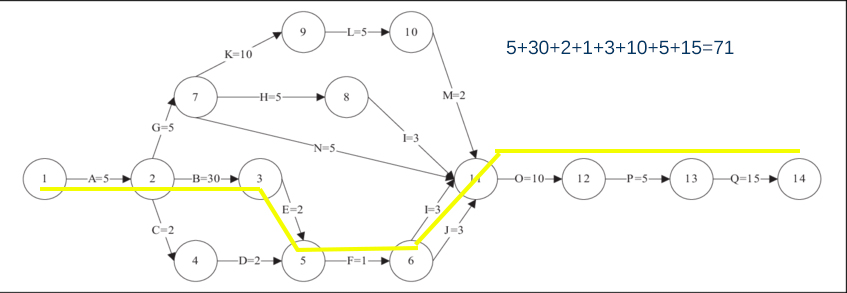 5+30+2+1+3+10+5+15=71
9
L=5
10
K=10
7
H=5
8
M=2
G=5
N=5
I=3
1
A=5
2
B=30
3
11
O=10
12
P=5
13
Q=15
14
C=2
E=2
I=3
J=3
4
D=2
5
F=1
6